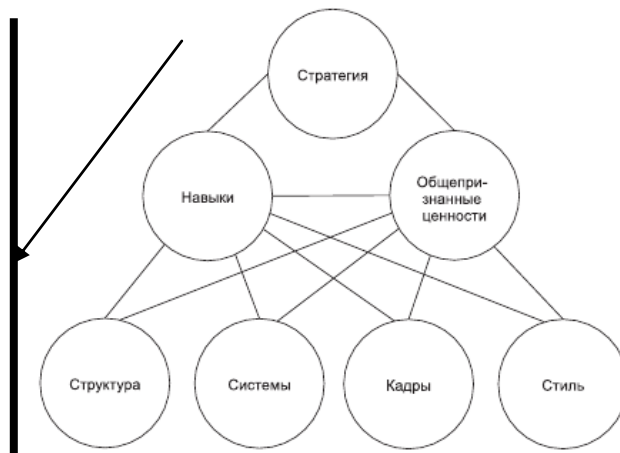 Стратегия
Навыки
Общепри-
знанные
ценности
Структура
Системы
Кадры
Стиль